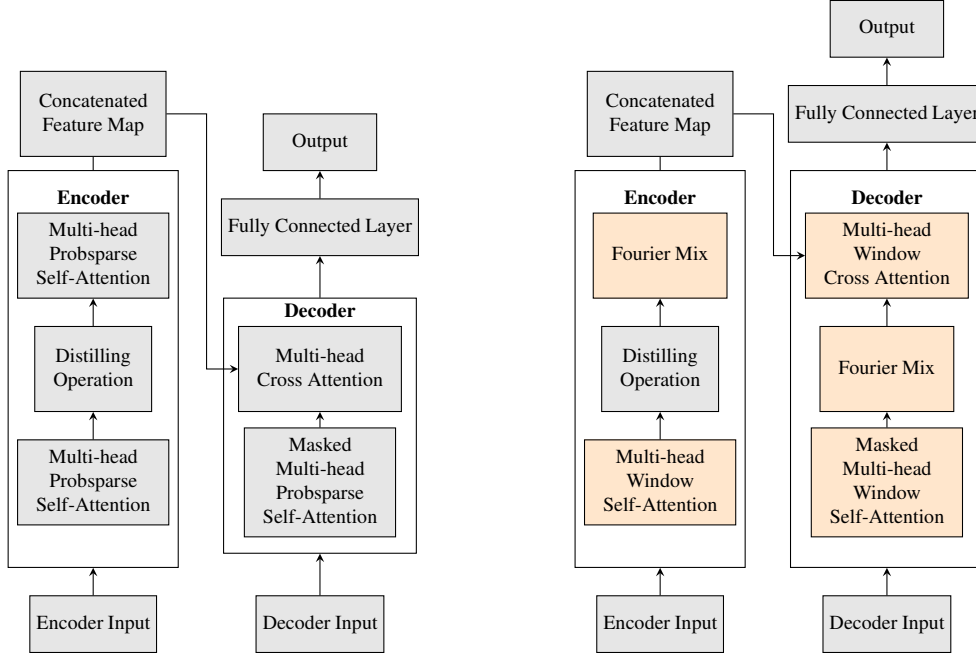 Concatenated
Feature Map
Encoder
Multi-head
Probsparse
Self-Attention
Distilling
Operation
Multi-head
Probsparse
Self-Attention
Encoder Input
Output
Fully Connected Layer
Decoder
Multi-head
Cross Attention
Masked
Multi-head
Probsparse
Self-Attention
Decoder Input
Concatenated
Feature Map
Encoder
Fourier Mix
Distilling
Operation
Multi-head
Window
Self-Attention
Encoder Input
Output
Fully Connected Layer
Decoder
Multi-head
Window
Cross Attention
Fourier Mix
Masked
Multi-head
Window
Self-Attention
Decoder Input